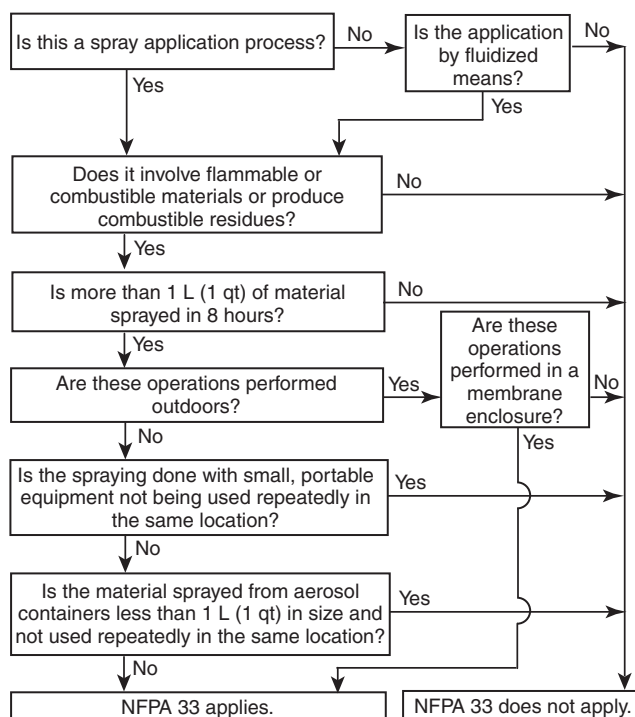 Is this a spray application process?
No
Is the application
by fluidized
means?
No
Yes
Yes
Does it involve flammable or
combustible materials or produce
combustible residues?
No
Yes
Is more than 1 L (1 qt) of material
sprayed in 8 hours?
No
Yes
Are these operations performed
outdoors?
Yes
Are these
operations
performed in a
membrane
enclosure?
No
No
Yes
Is the spraying done with small, portable
equipment not being used repeatedly in
the same location?
Yes
No
Is the material sprayed from aerosol
containers less than 1 L (1 qt) in size and
not used repeatedly in the same location?
Yes
No
NFPA 33 applies.
NFPA 33 does not apply.